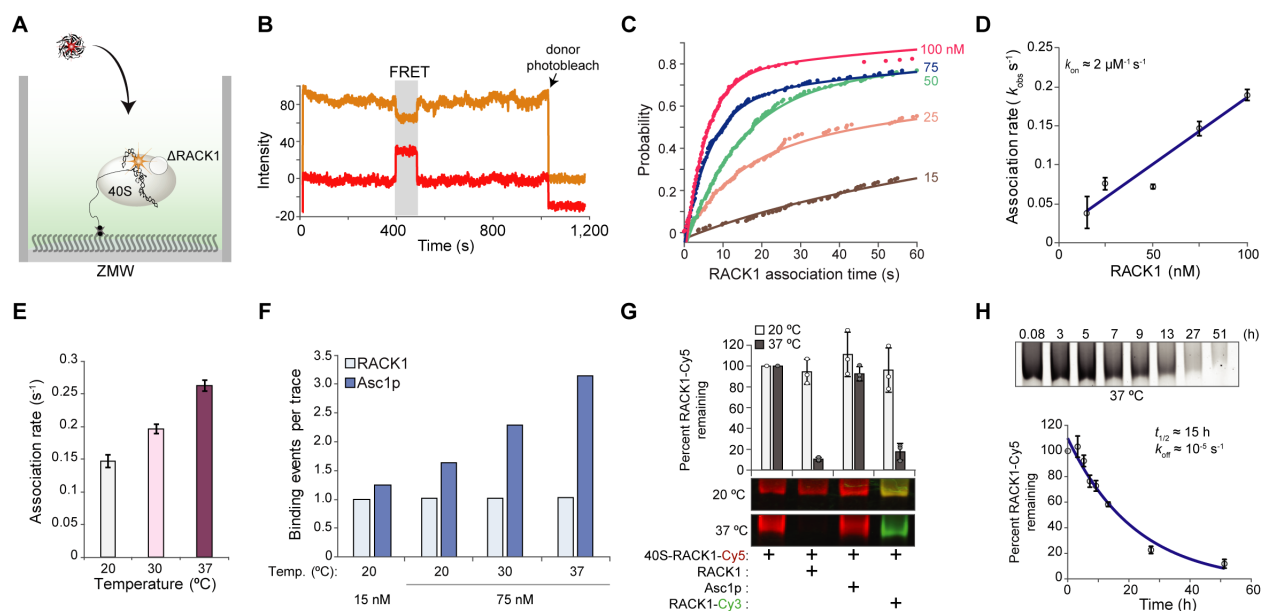 A
ΔRACK1
40S
ZMW
B
FRET
donor
photobleach
Intensity
80
40
0
-20
0
200
400
600
800
1,200
Time (s)
C
Probability
0.8
0.6
0.4
0.2
0
0
10
20
30
40
50
60
RACK1 association time (s)
100 nM
75
50
25
15
D
kon ≈ 2 µM-1 s-1
Association rate ( kobs s-1)
0.25
0.20
0.15
0.10
0.05
0
0
50
100
RACK1 (nM)
E
Association rate (s-1)
0.3
0.25
0.2
0.15
0.1
0.05
0
20
30
37
Temperature (ºC)
F
RACK1
Asc1p
Binding events per trace
3.5
3.0
2.5
2.0
1.5
1.0
0.5
0
Temp. (ºC):
20
20
30
37
15 nM
75 nM
G
20 ºC
37 ºC
Percent RACK1-Cy5
remaining
120
100
80
60
40
20
0
20 ºC
37 ºC
40S-RACK1-Cy5: + + + +
RACK1 : +
Asc1p : +
RACK1-Cy3 : +
H
0.08 3 5 7 9 13 27 51 (h)
37 ºC
t1/2 ≈ 15 h
koff ≈ 10-5 s-1
Percent RACK1-Cy5
remaining
120
100
80
60
40
20
0
0
20
40
60
Time (h)